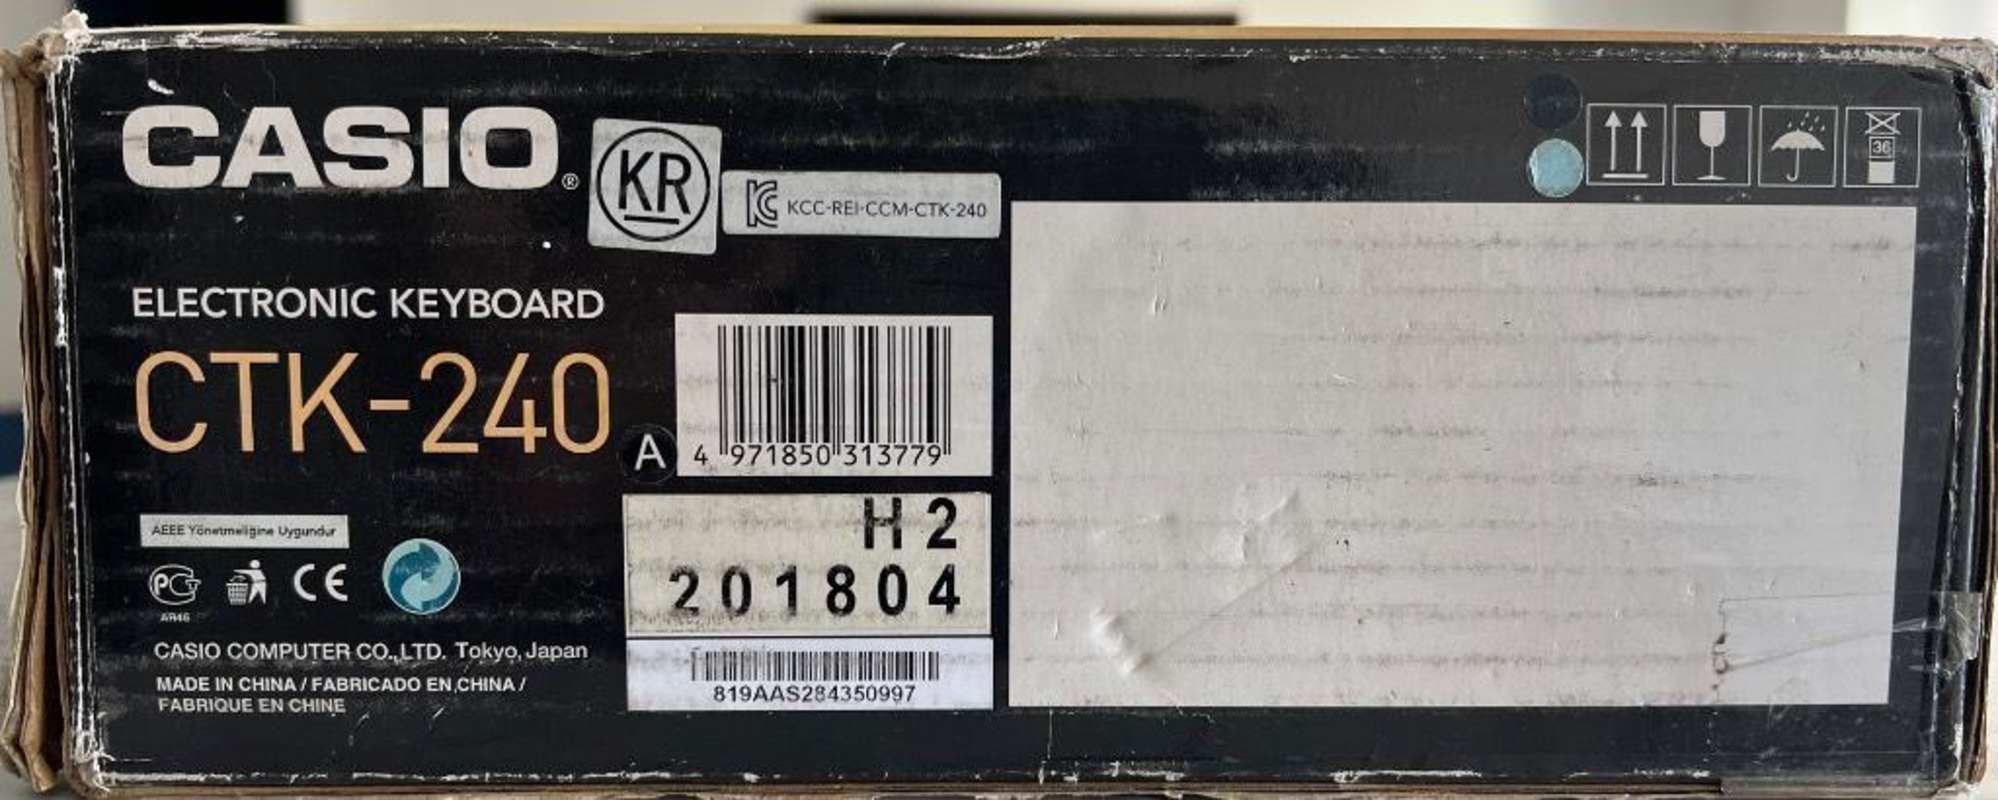 CASIO®
KR
KC KCC-REI-CCM-CTK-240
36
ELECTRONIC KEYBOARD
CTK-240
A
4 971850 313779
H2
201804
819AAS284350997
AEEE Yönetmeliğine Uygundur
PCT CE
AR46
CASIO COMPUTER CO.,LTD. Tokyo, Japan
MADE IN CHINA / FABRICADO EN CHINA /
FABRIQUE EN CHINE